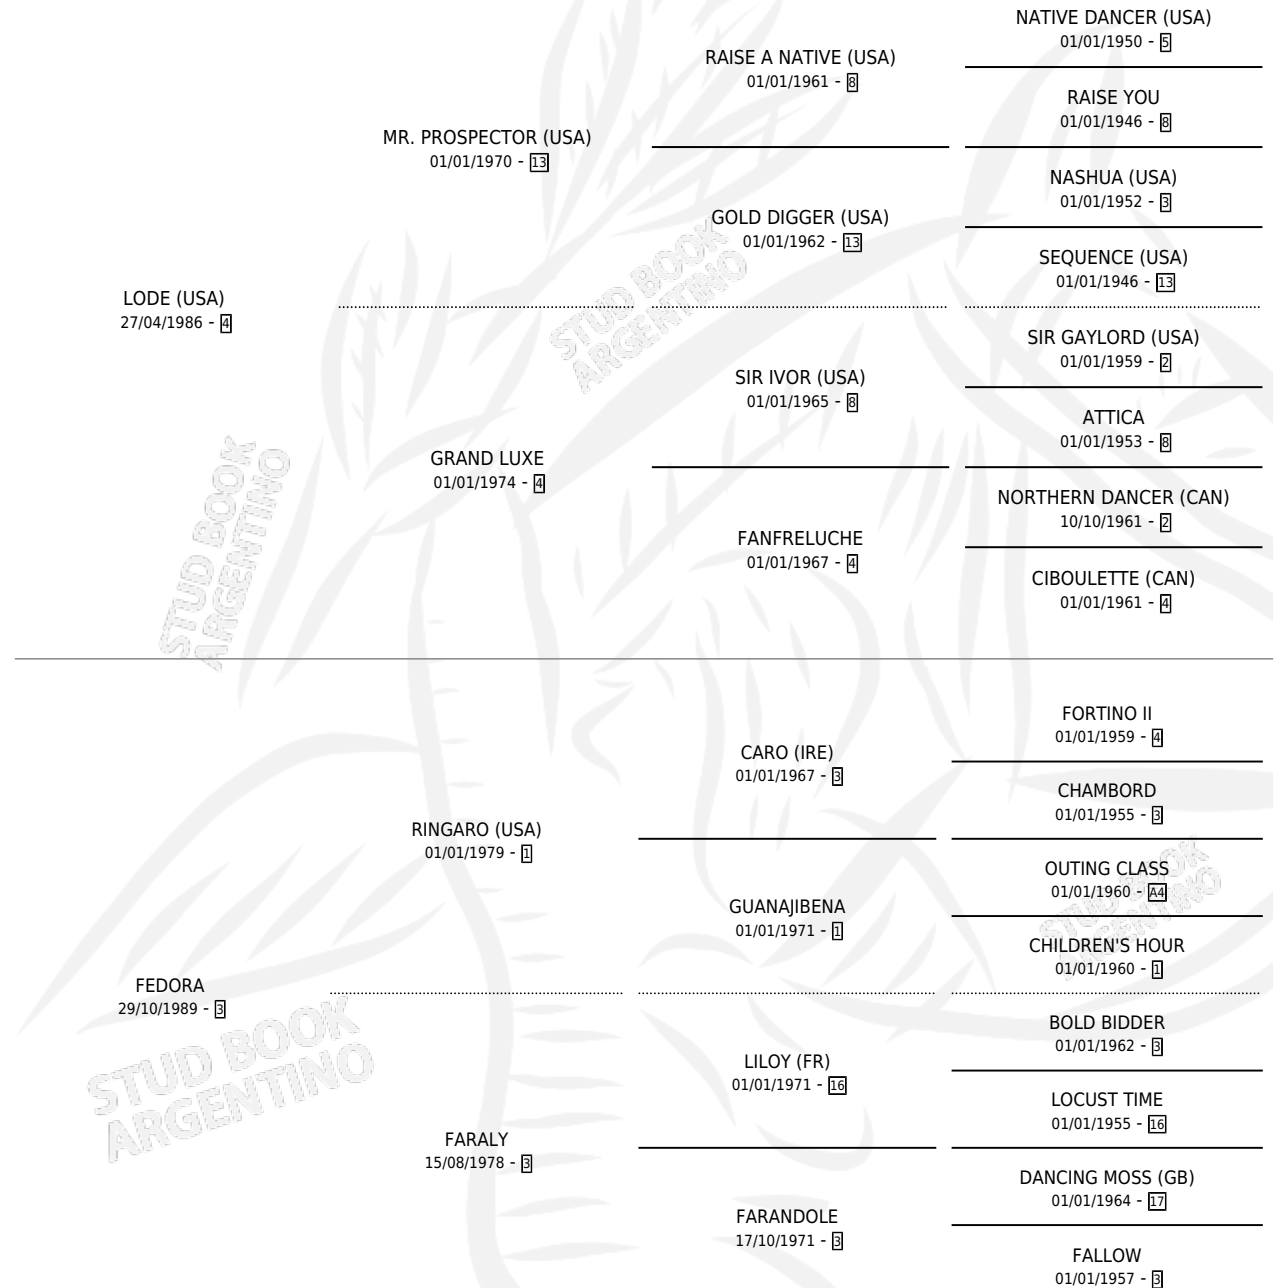 NATIVE DANCER (USA)
01/01/1950 - 5
RAISE A NATIVE (USA)
01/01/1961 - 8
RAISE YOU
01/01/1946 - 8
MR. PROSPECTOR (USA)
01/01/1970 - 13
NASHUA (USA)
01/01/1952 - 3
GOLD DIGGER (USA)
01/01/1962 - 13
SEQUENCE (USA)
01/01/1946 - 13
LODE (USA)
27/04/1986 - 4
STUD BOOK
ARGENTINO
SIR GAYLORD (USA)
01/01/1959 - 2
SIR IVOR (USA)
01/01/1965 - 8
ATTICA
01/01/1953 - 8
GRAND LUXE
01/01/1974 - 4
NORTHERN DANCER (CAN)
10/10/1961 - 2
FANFRELUCHE
01/01/1967 - 4
CIBOULETTE (CAN)
01/01/1961 - 4
STUD BOOK
ARGENTINO
FORTINO II
01/01/1959 - 4
CARO (IRE)
01/01/1967 - 3
CHAMBORD
01/01/1955 - 3
RINGARO (USA)
01/01/1979 - 1
OUTING CLASS
01/01/1960 - A4
STUD BOOK
ARGENTINO
GUANAJIBENA
01/01/1971 - 1
CHILDREN'S HOUR
01/01/1960 - 1
FEDORA
29/10/1989 - 3
STUD BOOK
ARGENTINO
BOLD BIDDER
01/01/1962 - 3
LILOY (FR)
01/01/1971 - 16
LOCUST TIME
01/01/1955 - 16
FARALY
15/08/1978 - 3
DANCING MOSS (GB)
01/01/1964 - 17
FARANDOLE
17/10/1971 - 3
FALLOW
01/01/1957 - 3